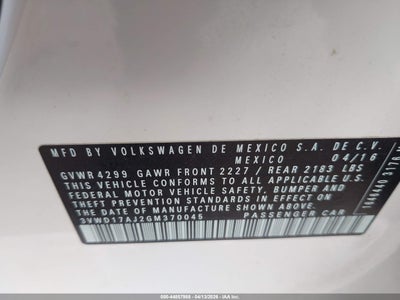 MFD BY VOLKSWAGEN DE MEXICO S.A. DE C.V.
MEXICO 04/16
GVWR 4299 GAWR FRONT 2227 / REAR 2183 LBS
THIS VEHICLE CONFORMS TO ALL APPLICABLE U.S.
FEDERAL MOTOR VEHICLE SAFETY, BUMPER AND
THEFT PREVENTION STANDARDS IN EFFECT ON
THE DATE OF MANUFACTURE SHOWN ABOVE.
3VWD17AJ2GM370045 PASSENGER CAR